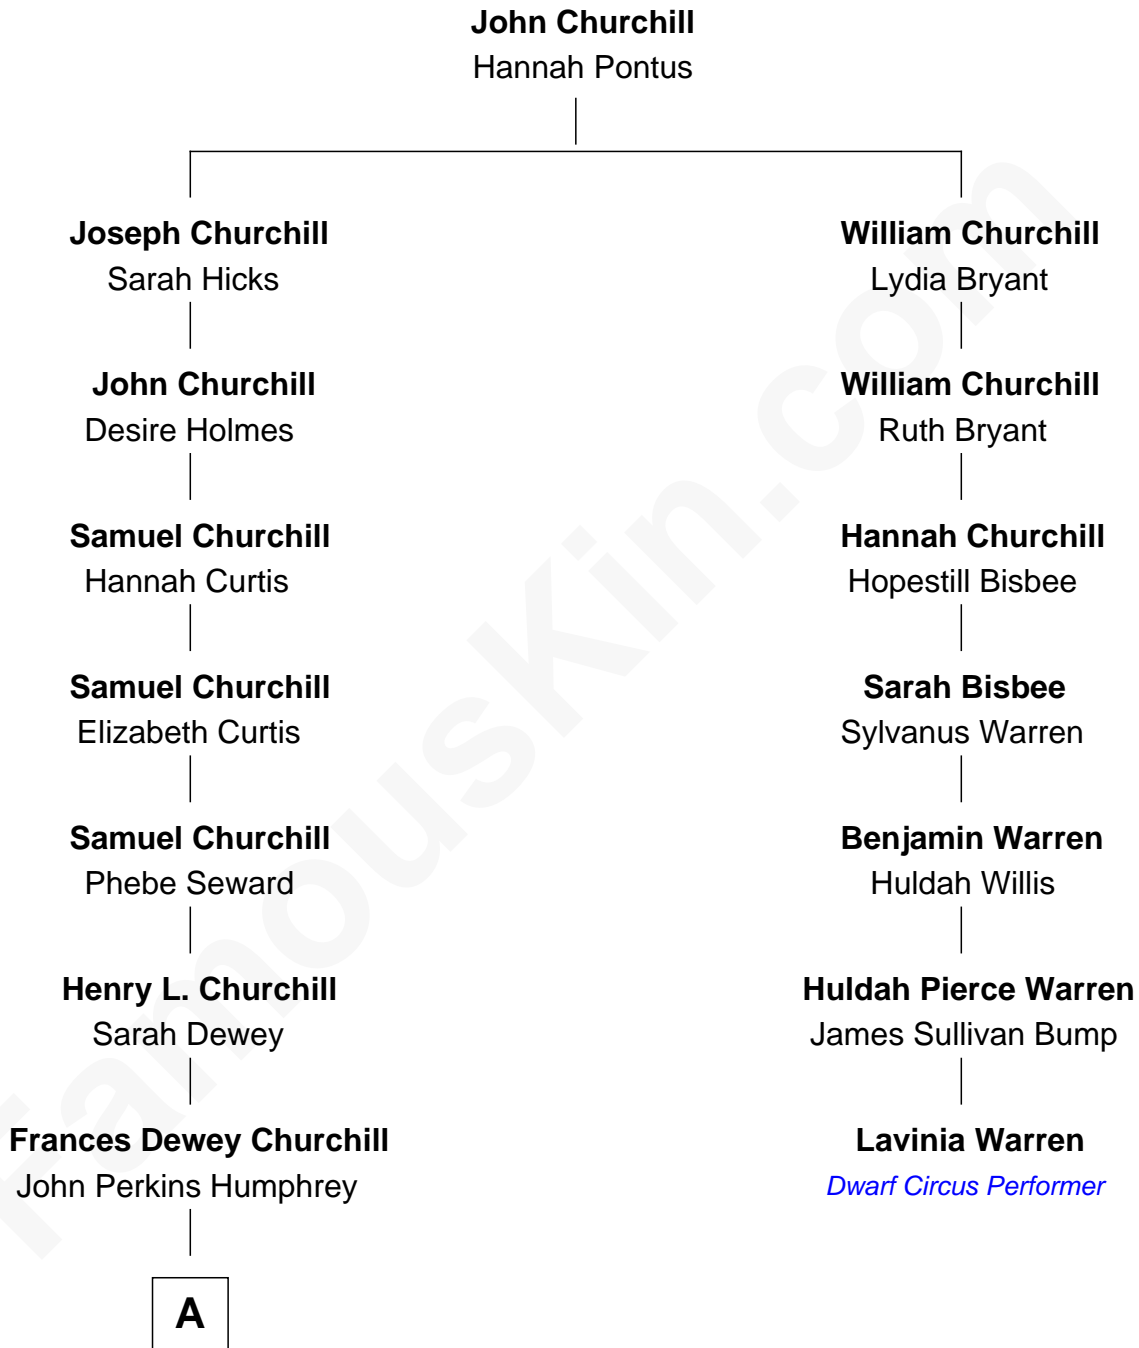 John Churchill
Hannah Pontus
Joseph Churchill
Sarah Hicks
William Churchill
Lydia Bryant
John Churchill
Desire Holmes
William Churchill
Ruth Bryant
Samuel Churchill
Hannah Curtis
Hannah Churchill
Hopestill Bisbee
Samuel Churchill
Elizabeth Curtis
Sarah Bisbee
Sylvanus Warren
Samuel Churchill
Phebe Seward
Benjamin Warren
Huldah Willis
Henry L. Churchill
Sarah Dewey
Huldah Pierce Warren
James Sullivan Bump
Frances Dewey Churchill
John Perkins Humphrey
Lavinia Warren
Dwarf Circus Performer
A
FamousKin.com